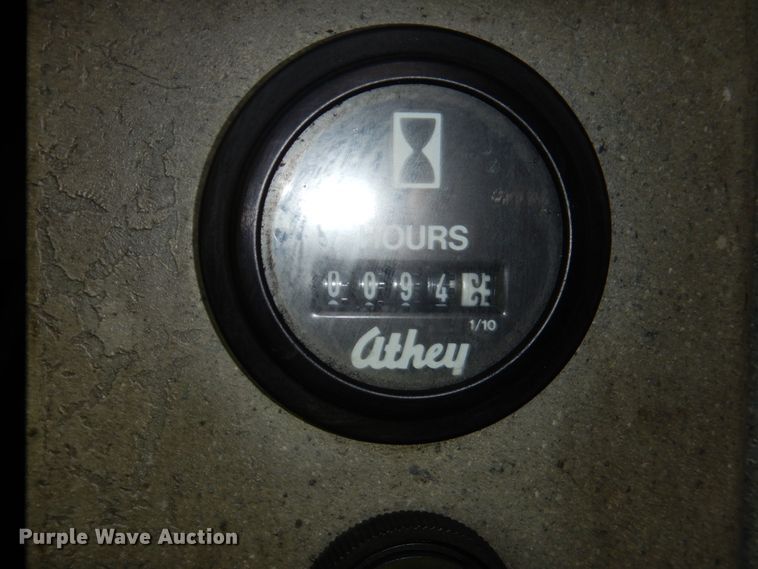 HOURS
0094
1/10
athey
Purple Wave Auction